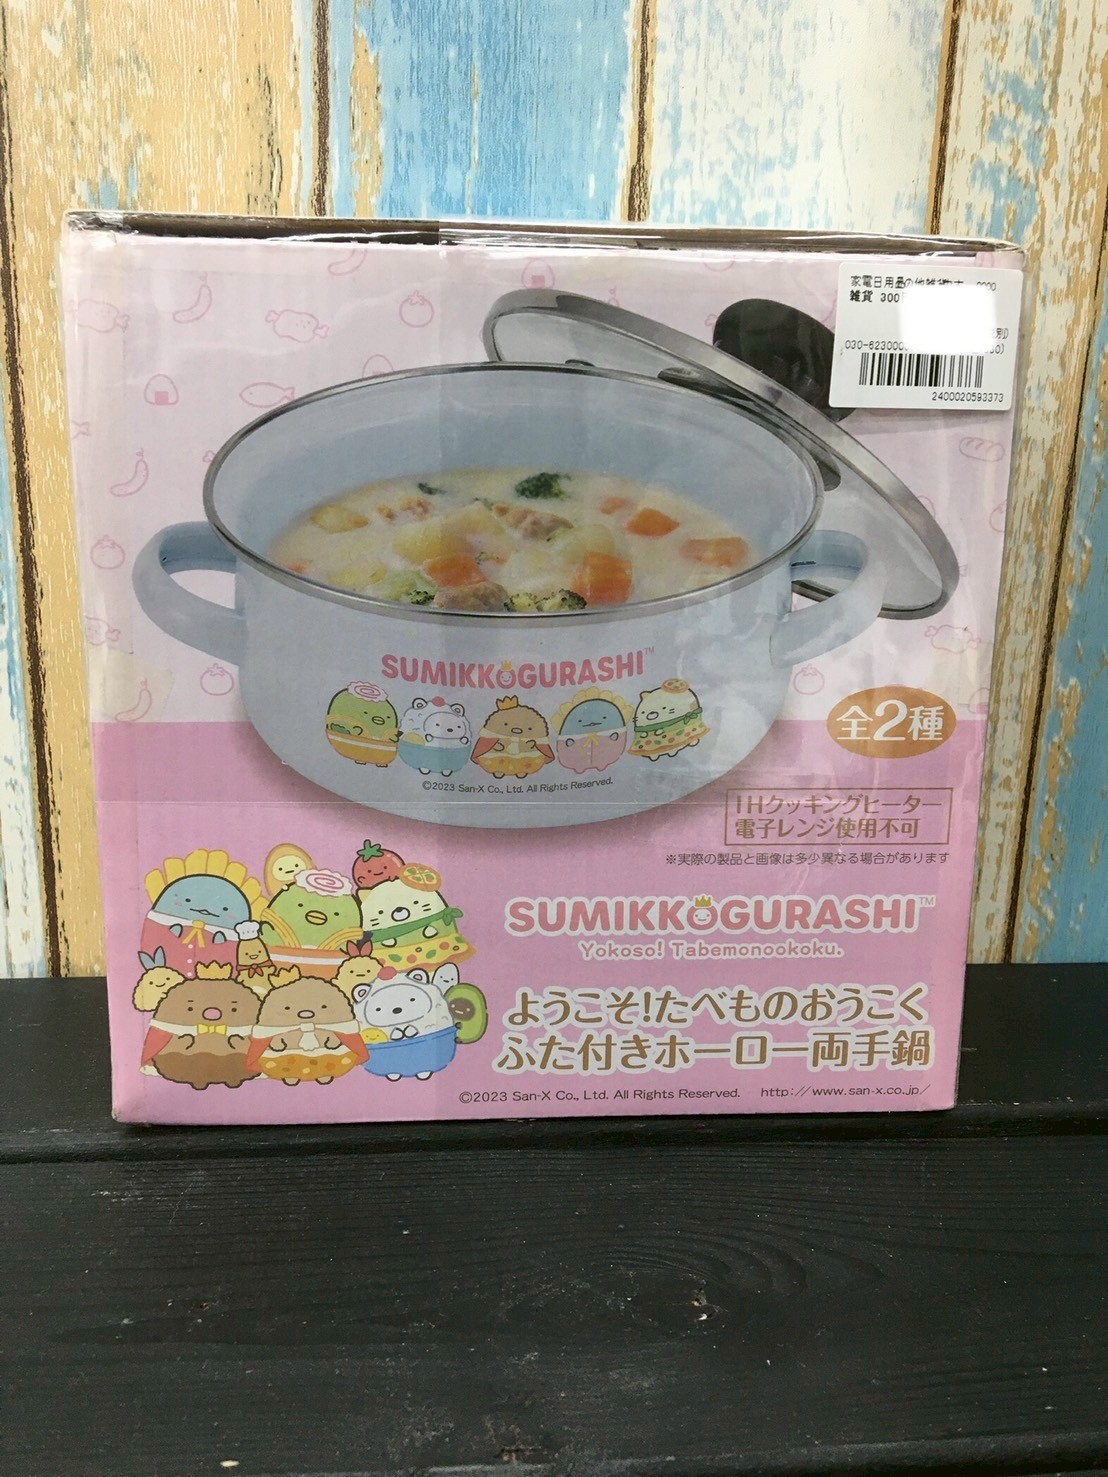 家電日用品の他雑貨
雑貨 300
030-623000
2400020593373
SUMIKKOGURASHI™
©2023 San-X Co., Ltd. All Rights Reserved.
全2種
IHクッキングヒーター
電子レンジ使用不可
※実際の製品と画像は多少異なる場合があります
SUMIKKOGURASHI™
Yokoso! Tabemonookoku.
ようこそ!たべものおうこく
ふた付きホーロー両手鍋
©2023 San-X Co., Ltd. All Rights Reserved. http://www.san-x.co.jp/